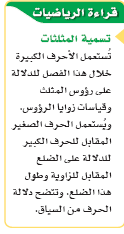 قراءة الرياضيات
تسمية المثلثات
تُستعمل الأحرف الكبيرة
خلال هذا الفصل للدلالة
على رؤوس المثلث
وقياسات زوايا الرؤوس.
ويُستعمل الحرف الصغير
المقابل للحرف الكبير
للدلالة على الضلع
المقابل للزاوية وطول
هذا الضلع. وتتضح دلالة
الحرف من السياق.